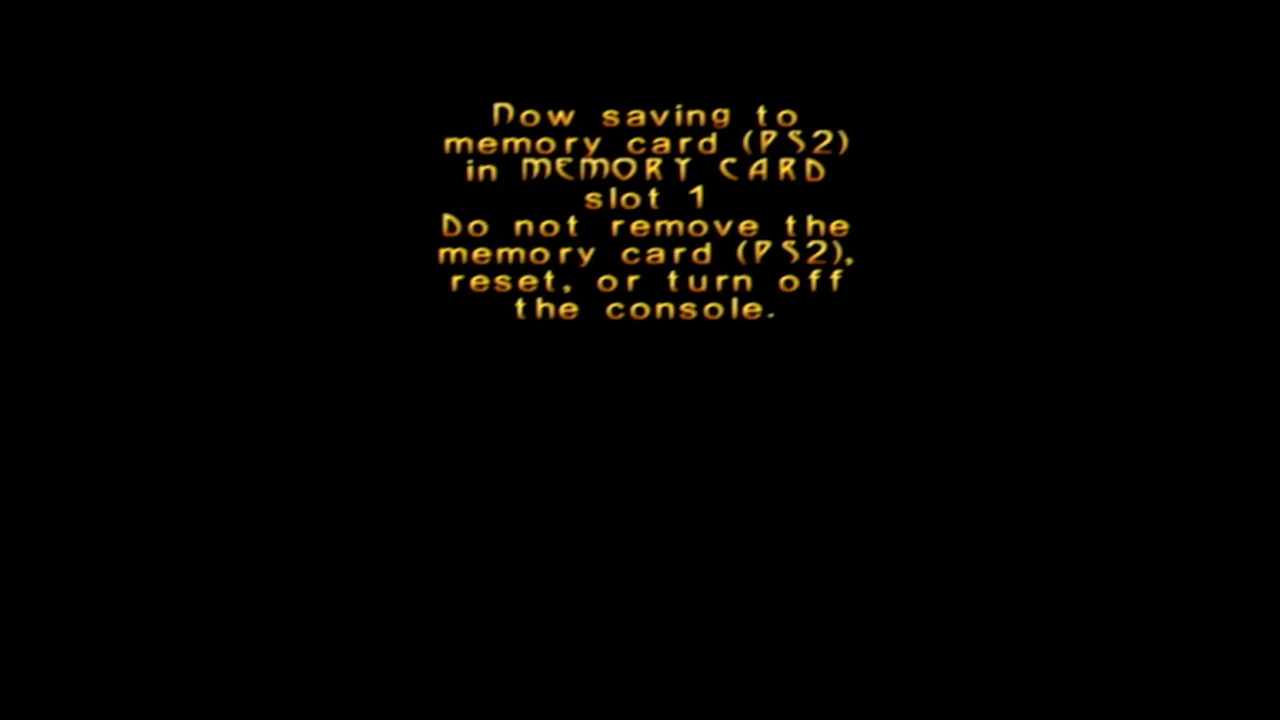 Now saving to
memory card (PS2)
in MEMORY CARD
slot 1
Do not remove the
memory card (PS2),
reset, or turn off
the console.